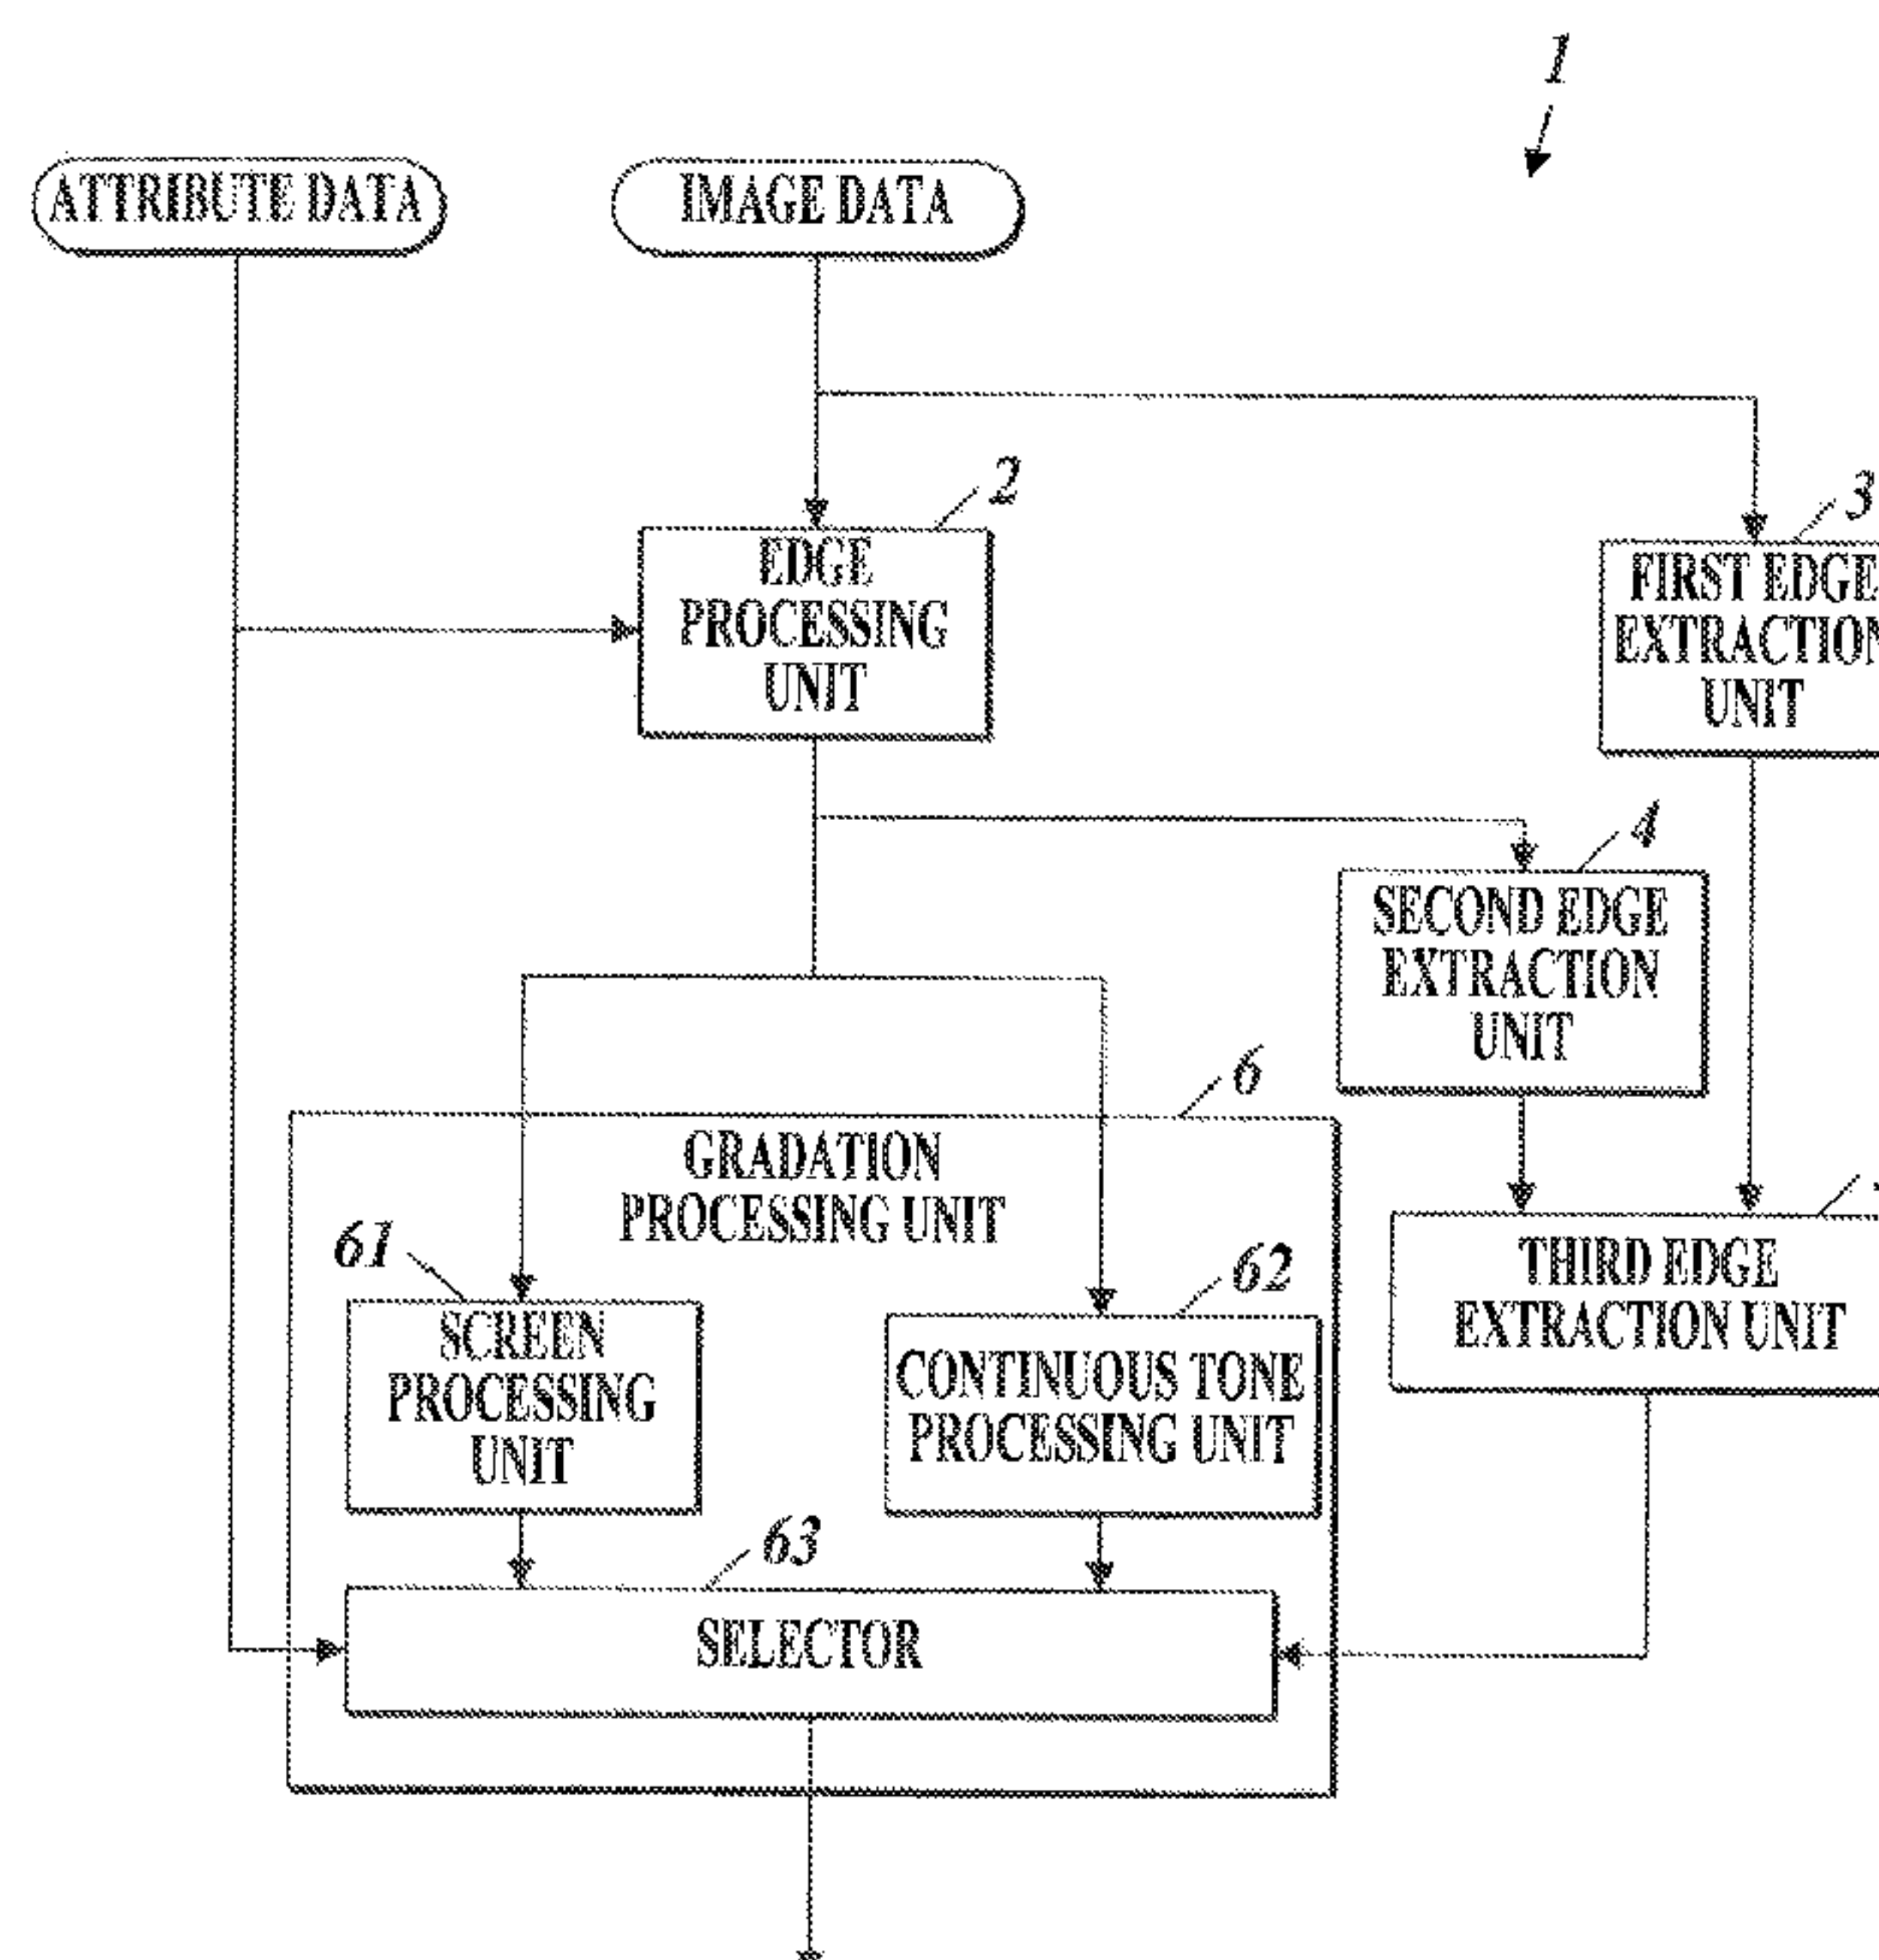 1
ATTRIBUTE DATA
IMAGE DATA
2
3
EDGE
PROCESSING
UNIT
FIRST EDGE
EXTRACTION
UNIT
4
SECOND EDGE
EXTRACTION
UNIT
6
GRADATION
PROCESSING UNIT
61
62
THIRD EDGE
EXTRACTION UNIT
SCREEN
PROCESSING
UNIT
CONTINUOUS TONE
PROCESSING UNIT
63
SELECTOR